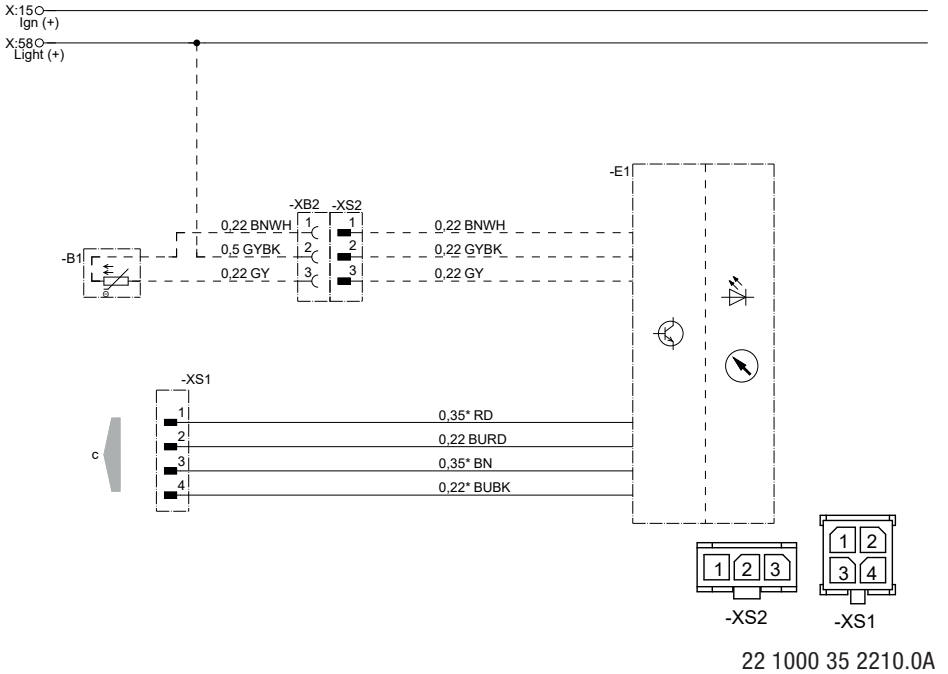 X:15
Ign (+)
X:58
Light (+)
-E1
-XB2 -XS2
0,22 BNWH 1 1 0,22 BNWH
0,5 GYBK 2 2 0,22 GYBK
-B1
0,22 GY 3 3 0,22 GY
-XS1
1 0,35* RD
2 0,22 BURD
c
3 0,35* BN
4 0,22* BUBK
1 2
1 2 3
3 4
-XS2 -XS1
22 1000 35 2210.0A